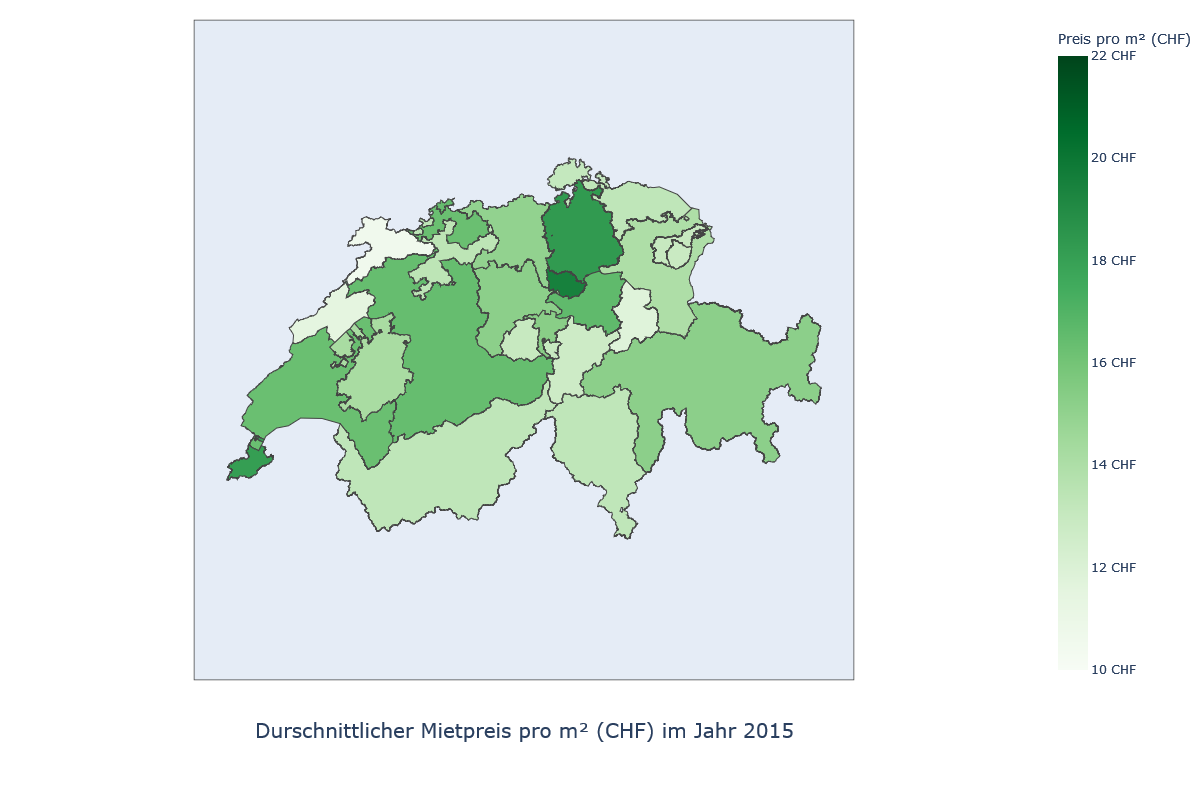 Preis pro m² (CHF)
22 CHF
20 CHF
18 CHF
16 CHF
14 CHF
12 CHF
10 CHF
Durschnittlicher Mietpreis pro m² (CHF) im Jahr 2015